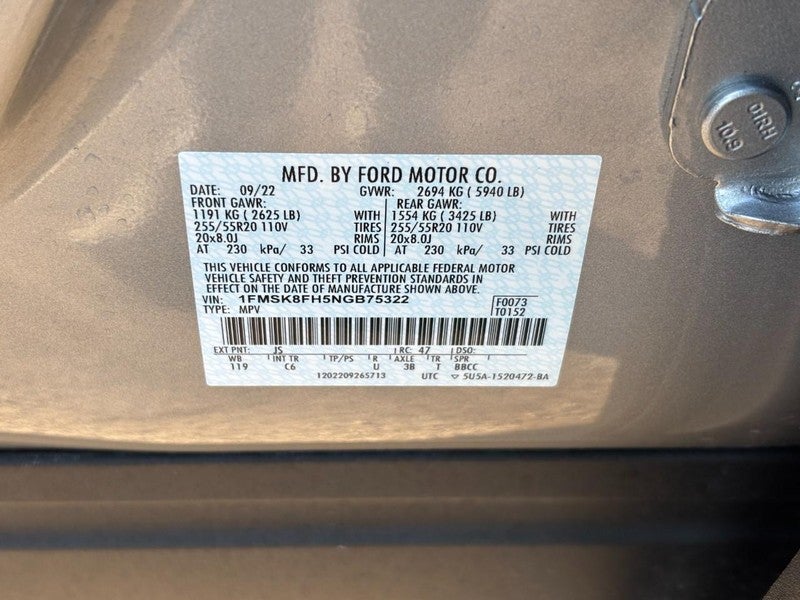 MFD. BY FORD MOTOR CO.
DATE: 09/22 GVWR: 2694 KG ( 5940 LB)
FRONT GAWR: REAR GAWR:
1191 KG ( 2625 LB) WITH 1554 KG ( 3425 LB) WITH
255/55R20 110V TIRES 255/55R20 110V TIRES
20x8.0J RIMS 20x8.0J RIMS
AT 230 kPa/ 33 PSI COLD AT 230 kPa/ 33 PSI COLD
THIS VEHICLE CONFORMS TO ALL APPLICABLE FEDERAL MOTOR
VEHICLE SAFETY AND THEFT PREVENTION STANDARDS IN
EFFECT ON THE DATE OF MANUFACTURE SHOWN ABOVE.
VIN: 1FMSK8FH5NGB75322 F0073
TYPE: MPV T0152
EXT PNT: JS RC: 47 DSO:
WB INT TR TP/PS R AXLE TR SPR
119 C6 U 3B T BBCC
1202209265713 UTC ▽ 5U5A-1520472-BA
01RH
10.9